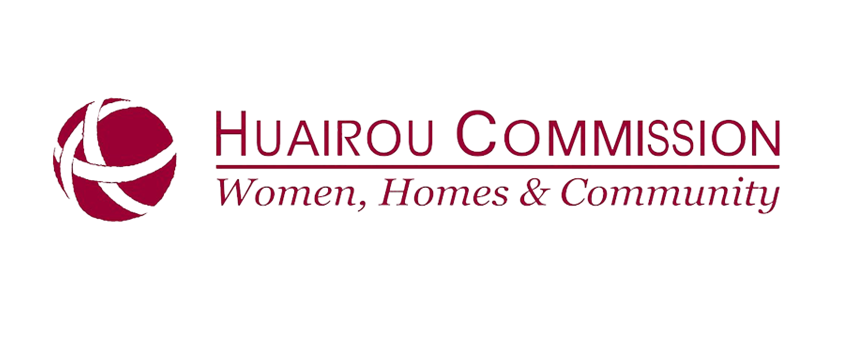 HUAIROU COMMISSION
Women, Homes & Community